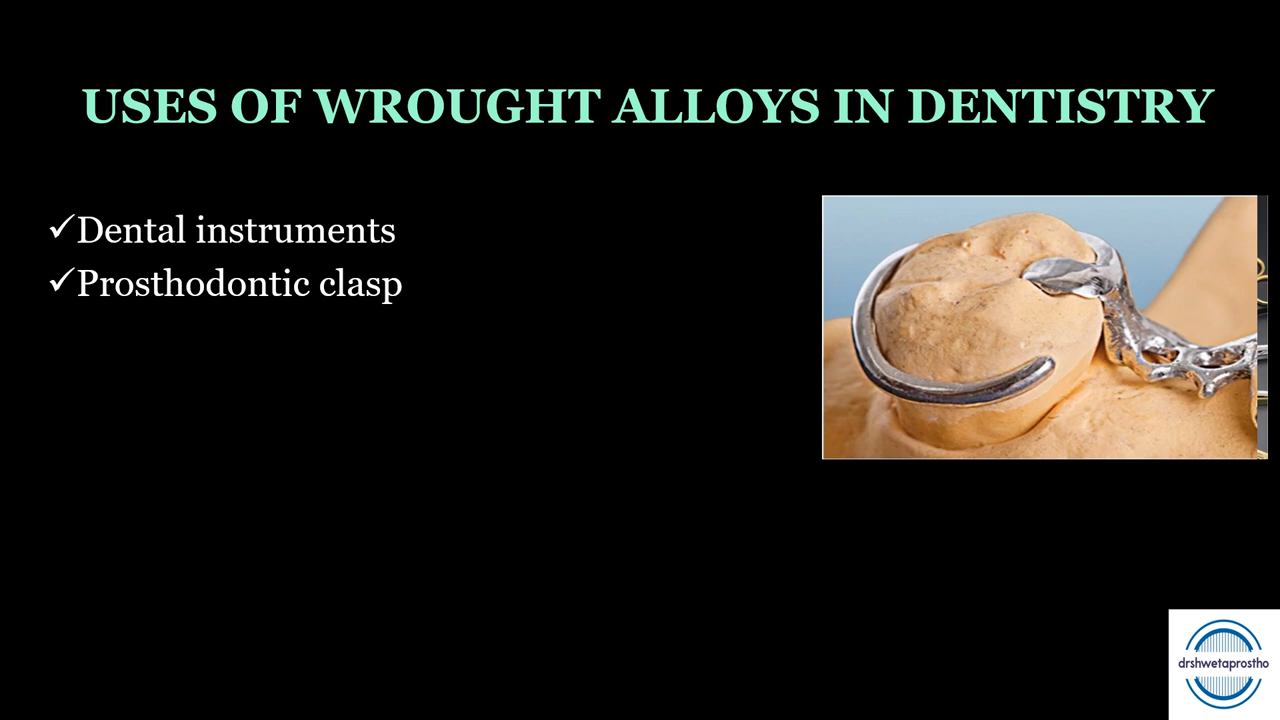 USES OF WROUGHT ALLOYS IN DENTISTRY
✓Dental instruments
✓Prosthodontic clasp
drshwetaprostho